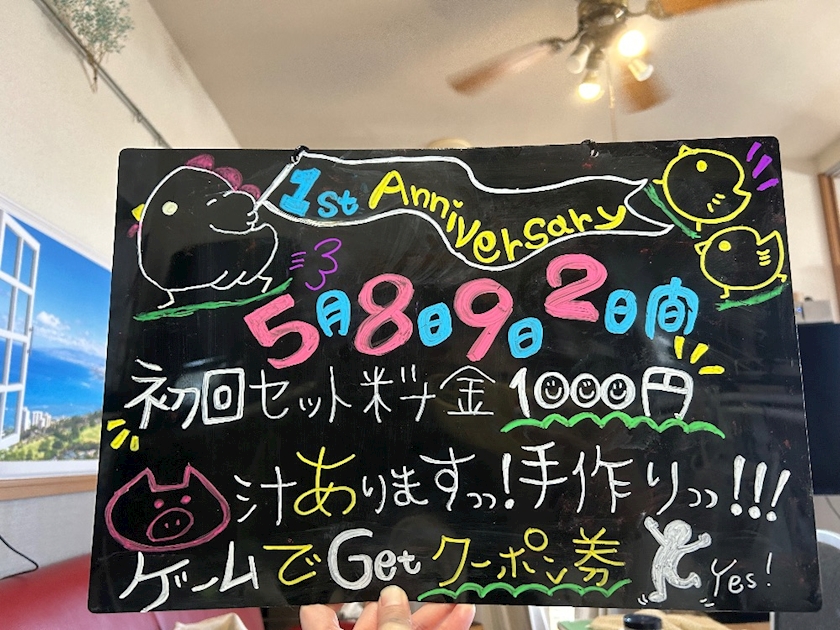 1st Anniversary
5月8日9日2日間
初回セット料金1000円
汁ありますっっ!手作りっっ!!!
ゲームでGetクーポン券
Yes!